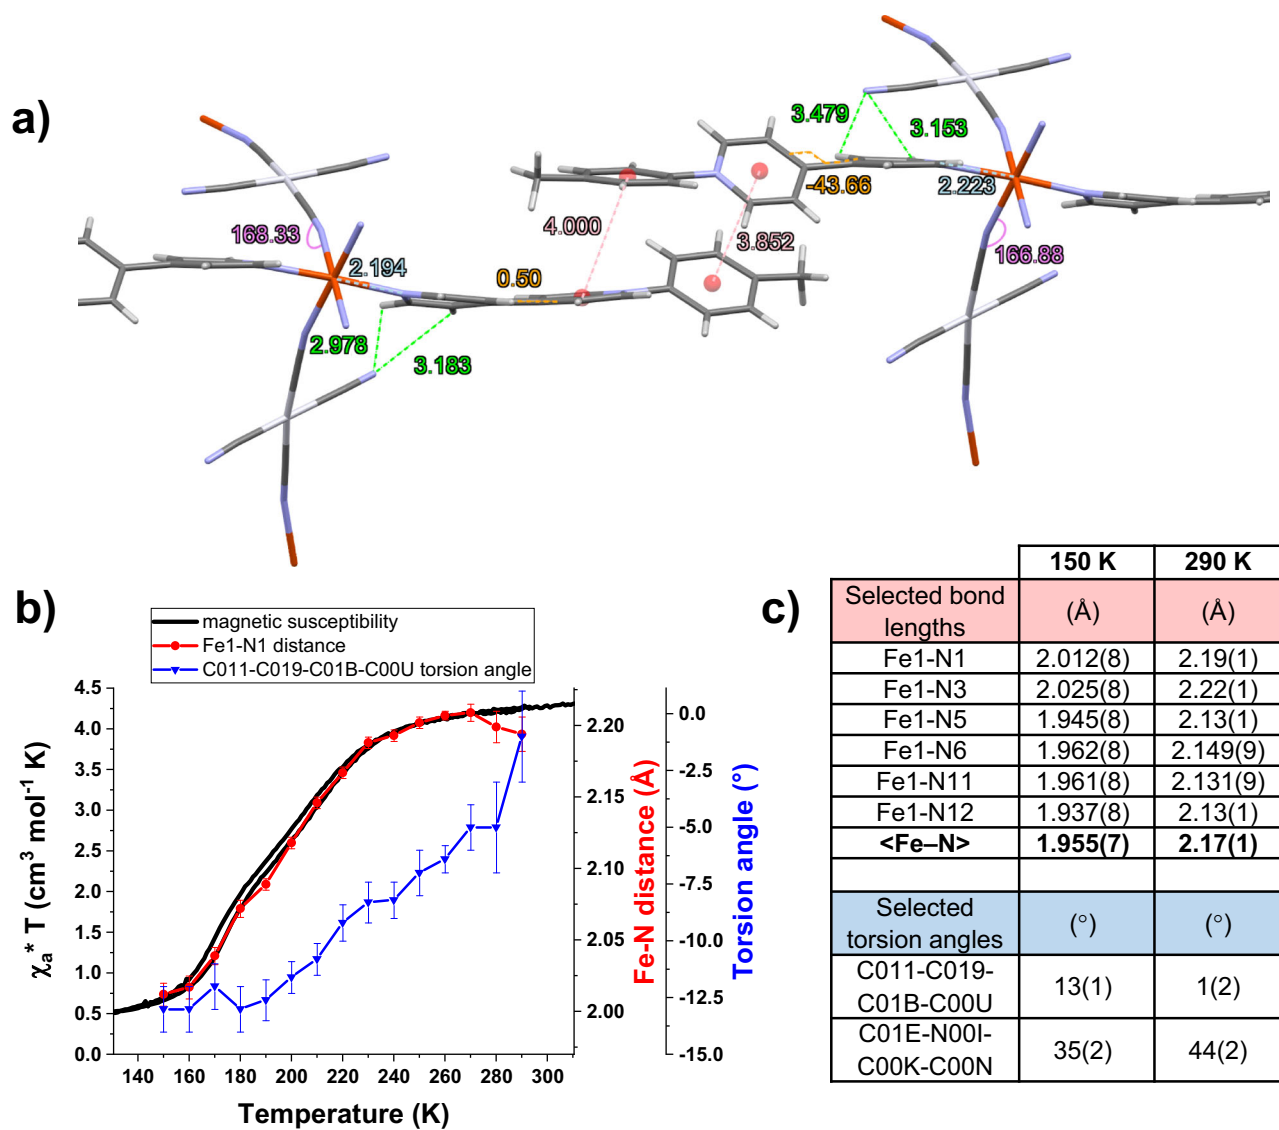 a)
3.479
3.153
-43.66
2.223
168.33
4.000
3.852
166.88
2.194
0.50
2.978
3.183
b)
magnetic susceptibility
Fe1-N1 distance
C011-C019-C01B-C00U torsion angle
4.5
4.0
3.5
3.0
2.5
2.0
1.5
1.0
0.5
0.0
χa* T (cm3 mol-1 K)
140 160 180 200 220 240 260 280 300
Temperature (K)
2.20
2.15
2.10
2.05
2.00
Fe-N distance (Å)
0.0
-2.5
-5.0
-7.5
-10.0
-12.5
-15.0
Torsion angle (°)
c)
150 K 290 K
Selected bond
lengths
(Å) (Å)
Fe1-N1 2.012(8) 2.19(1)
Fe1-N3 2.025(8) 2.22(1)
Fe1-N5 1.945(8) 2.13(1)
Fe1-N6 1.962(8) 2.149(9)
Fe1-N11 1.961(8) 2.131(9)
Fe1-N12 1.937(8) 2.13(1)
<Fe–N> 1.955(7) 2.17(1)
Selected
torsion angles
(°) (°)
C011-C019-
C01B-C00U
13(1) 1(2)
C01E-N00I-
C00K-C00N
35(2) 44(2)